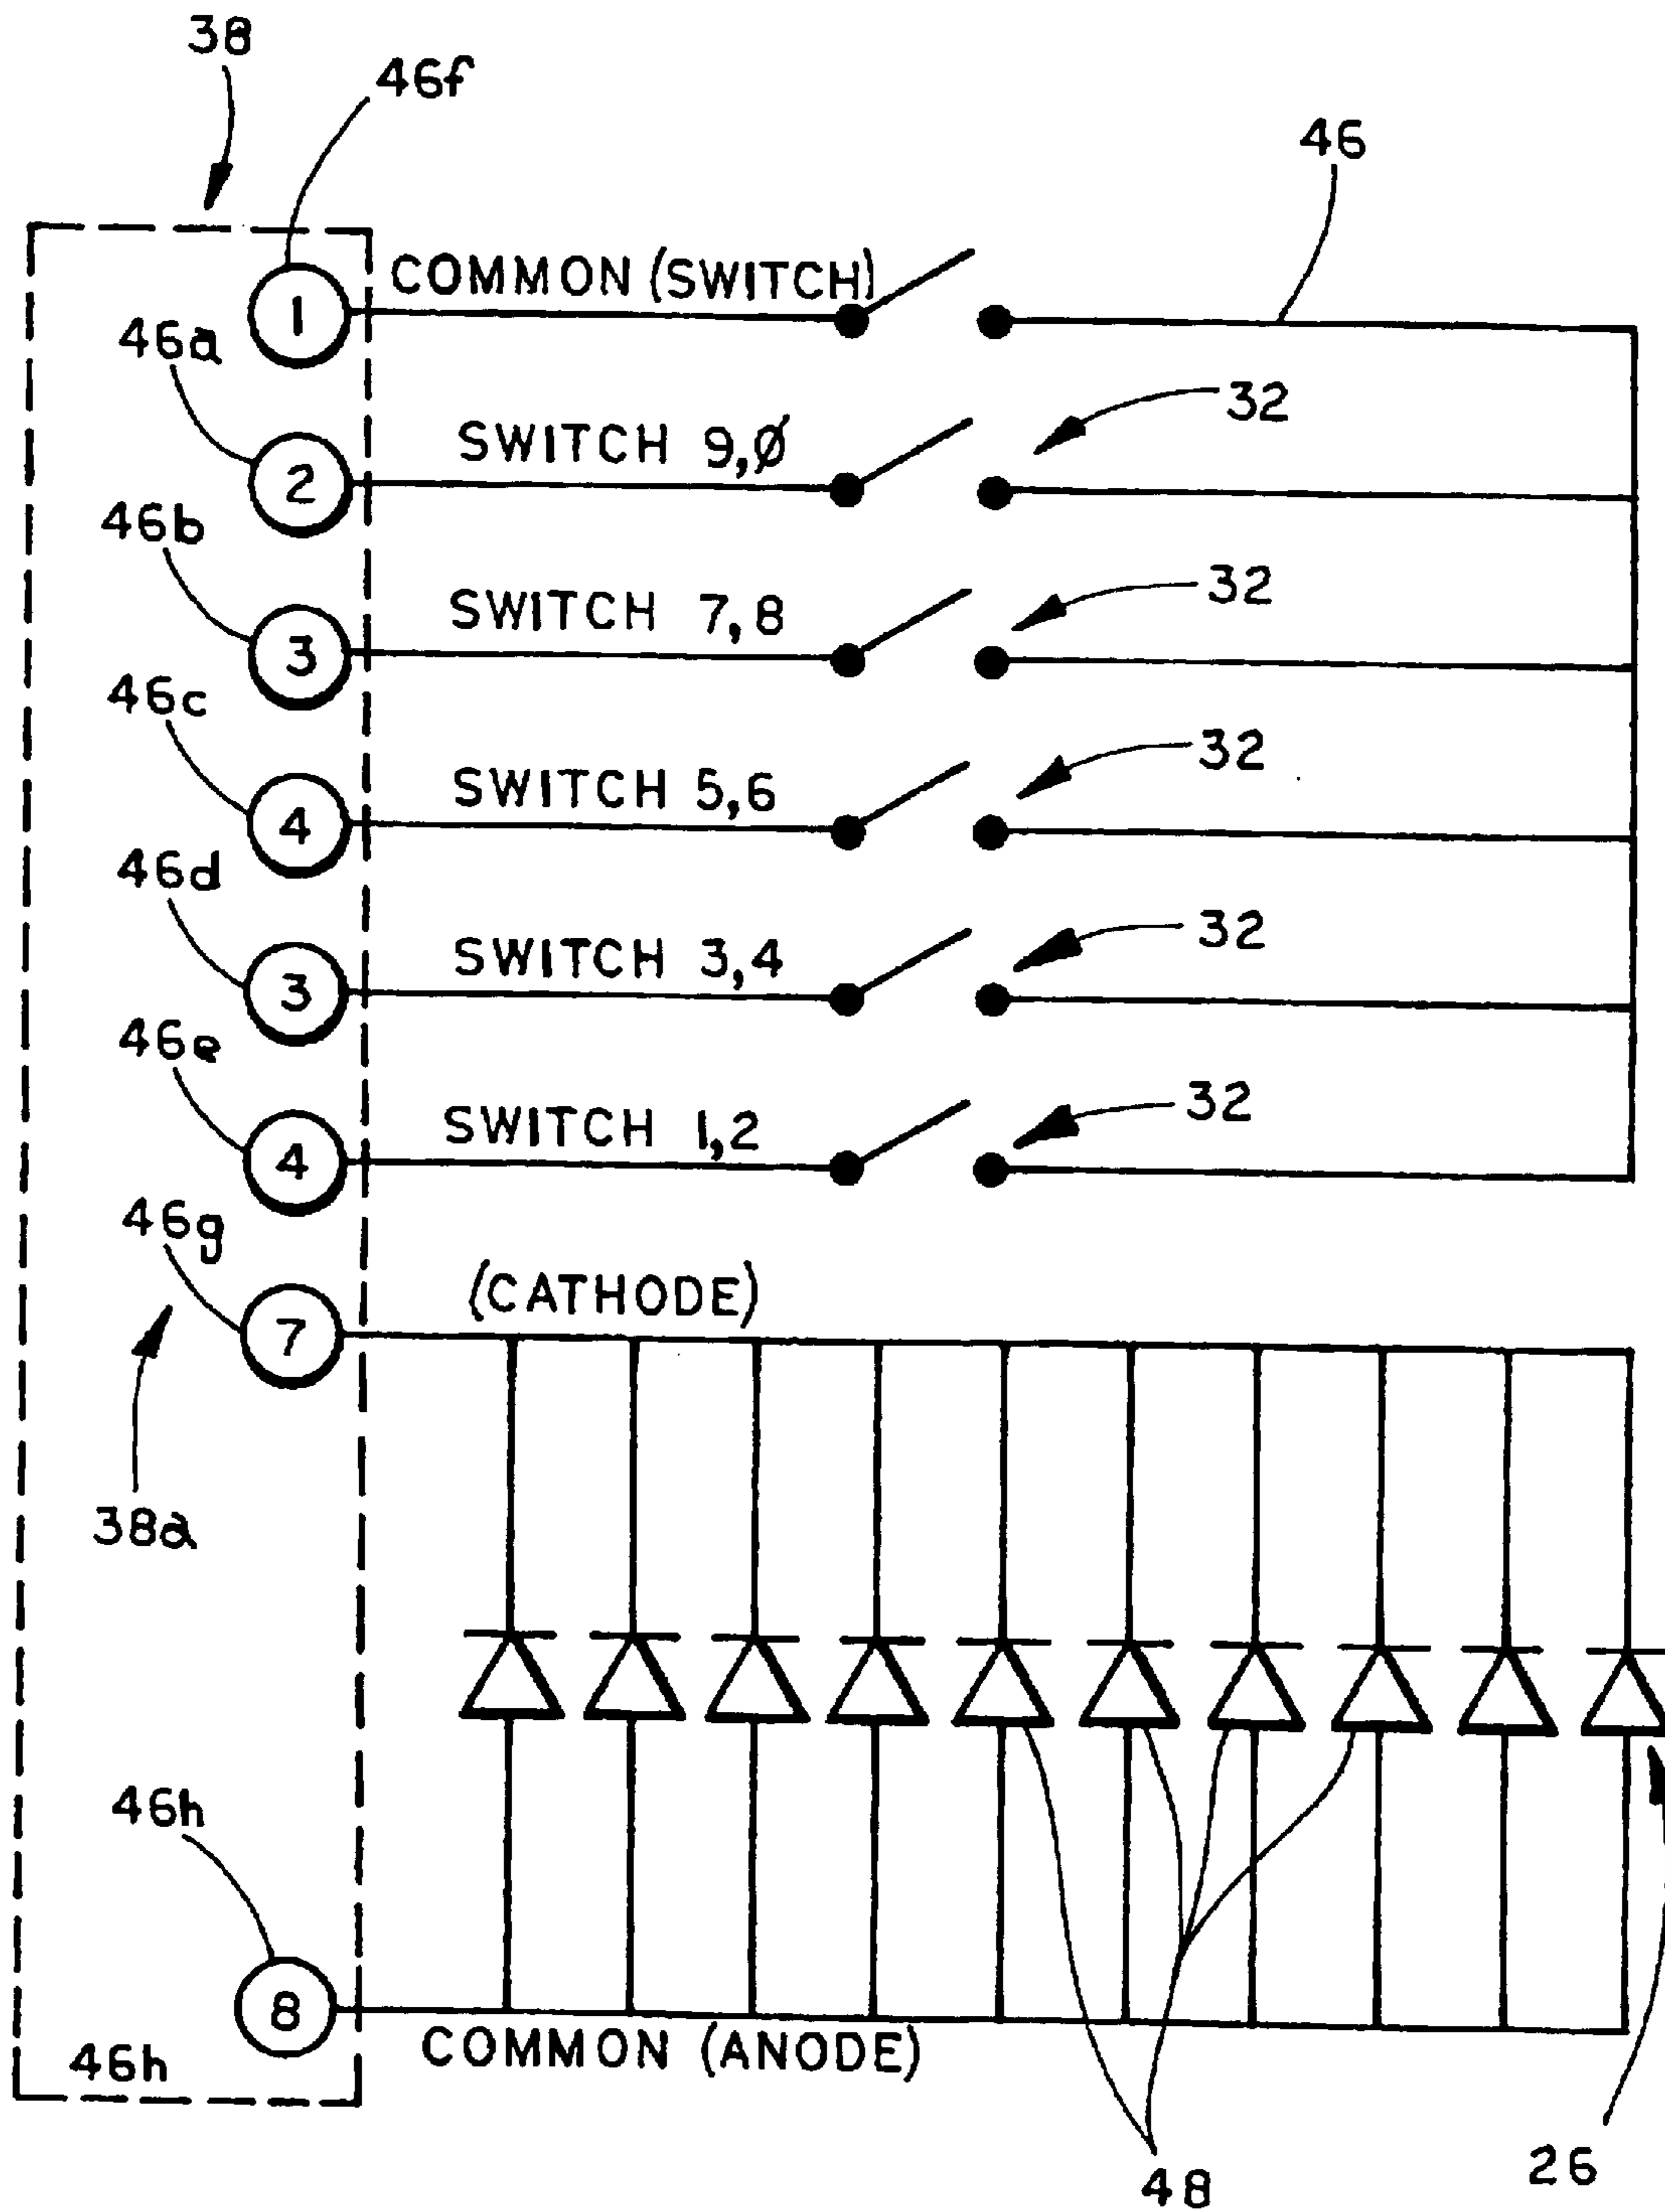 38
46f
46
1
COMMON (SWITCH)
46a
2
SWITCH 9,Ø
32
46b
3
SWITCH 7,8
32
46c
4
SWITCH 5,6
32
46d
3
SWITCH 3,4
32
46e
4
SWITCH 1,2
32
46g
7
(CATHODE)
38a
46h
8
COMMON (ANODE)
46h
48
26